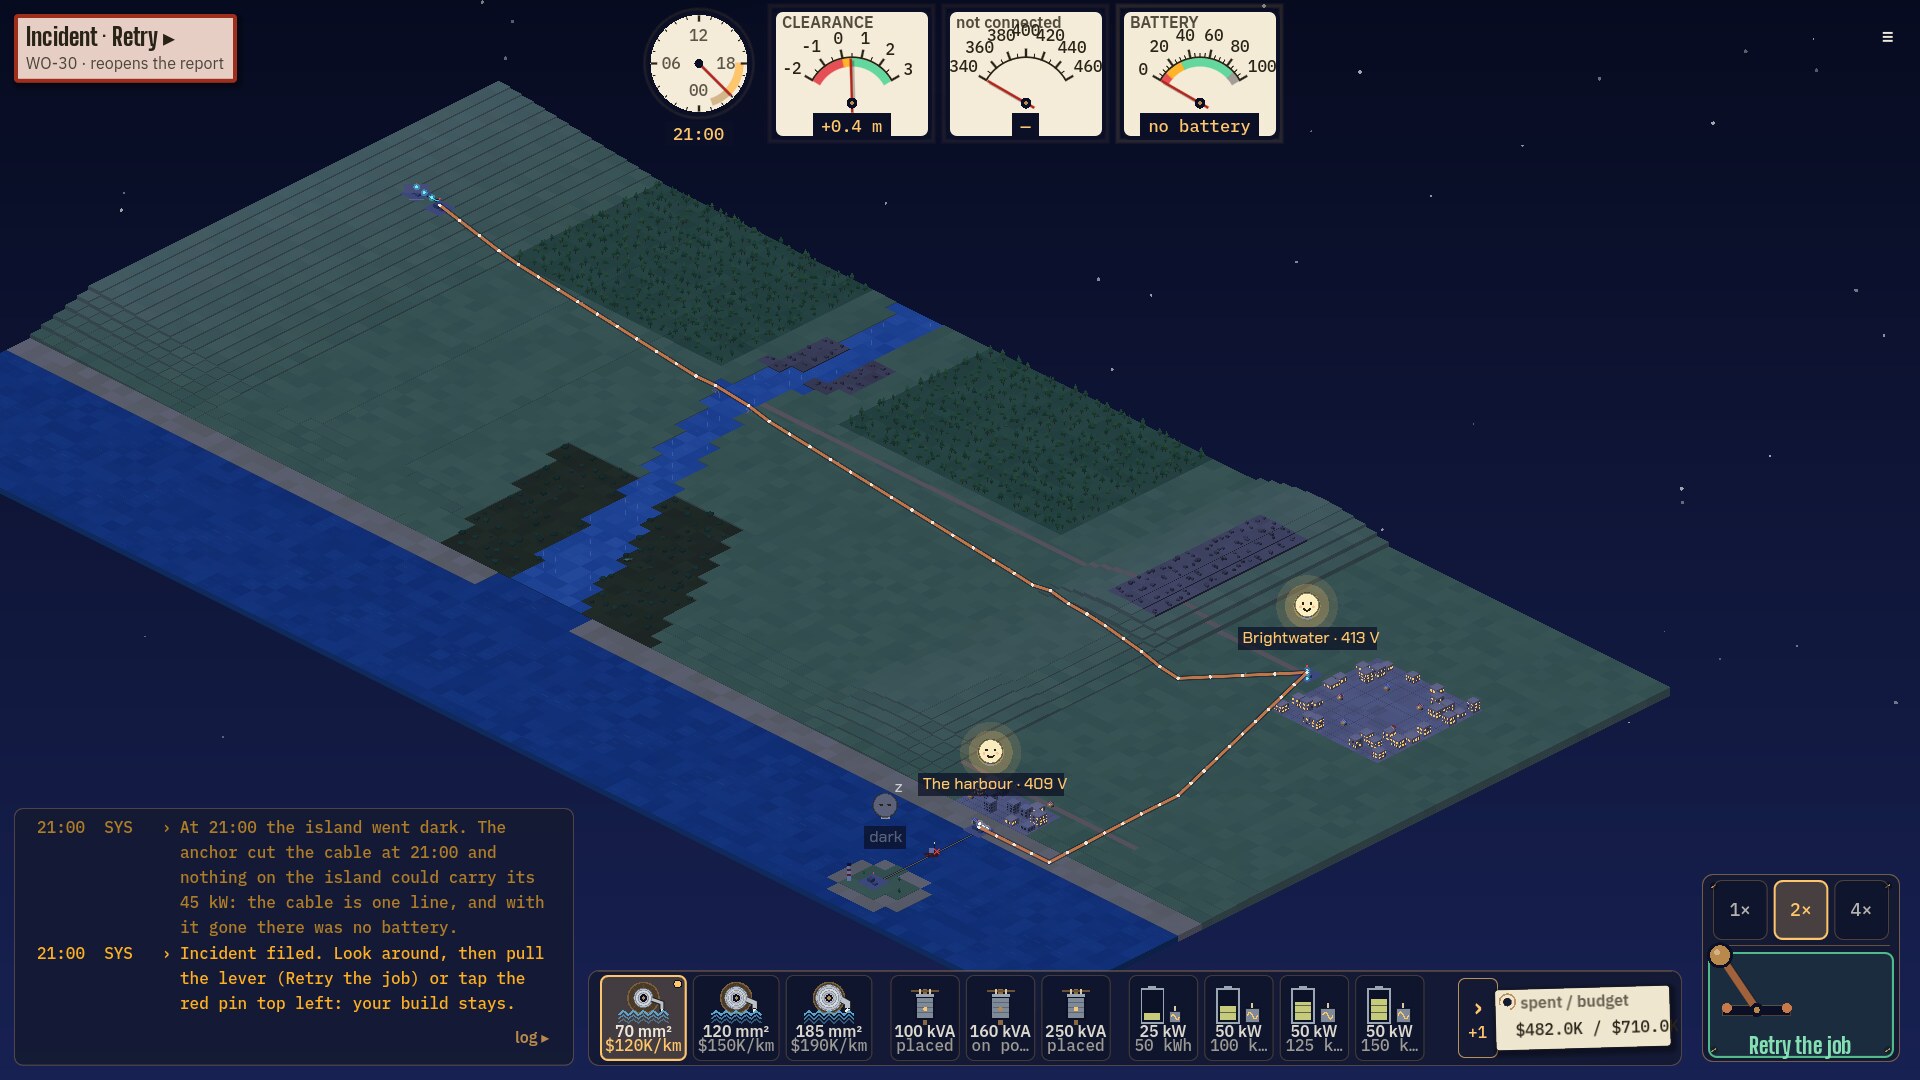 Incident · Retry ▸
WO-30 · reopens the report
12
06 18
00
21:00
CLEARANCE
-2 -1 0 1 2 3
+0.4 m
not connected
340 360 380 400 420 440 460
—
BATTERY
0 20 40 60 80 100
no battery
≡
Brightwater · 413 V
The harbour · 409 V
z
dark
21:00 SYS › At 21:00 the island went dark. The
anchor cut the cable at 21:00 and
nothing on the island could carry its
45 kW: the cable is one line, and with
it gone there was no battery.
21:00 SYS › Incident filed. Look around, then pull
the lever (Retry the job) or tap the
red pin top left: your build stays.
log ▸
70 mm²
$120K/km
120 mm²
$150K/km
185 mm²
$190K/km
100 kVA
placed
160 kVA
on po…
250 kVA
placed
25 kW
50 kWh
50 kW
100 k…
50 kW
125 k…
50 kW
150 k…
›
+1
spent / budget
$482.0K / $710.0K
1× 2× 4×
Retry the job